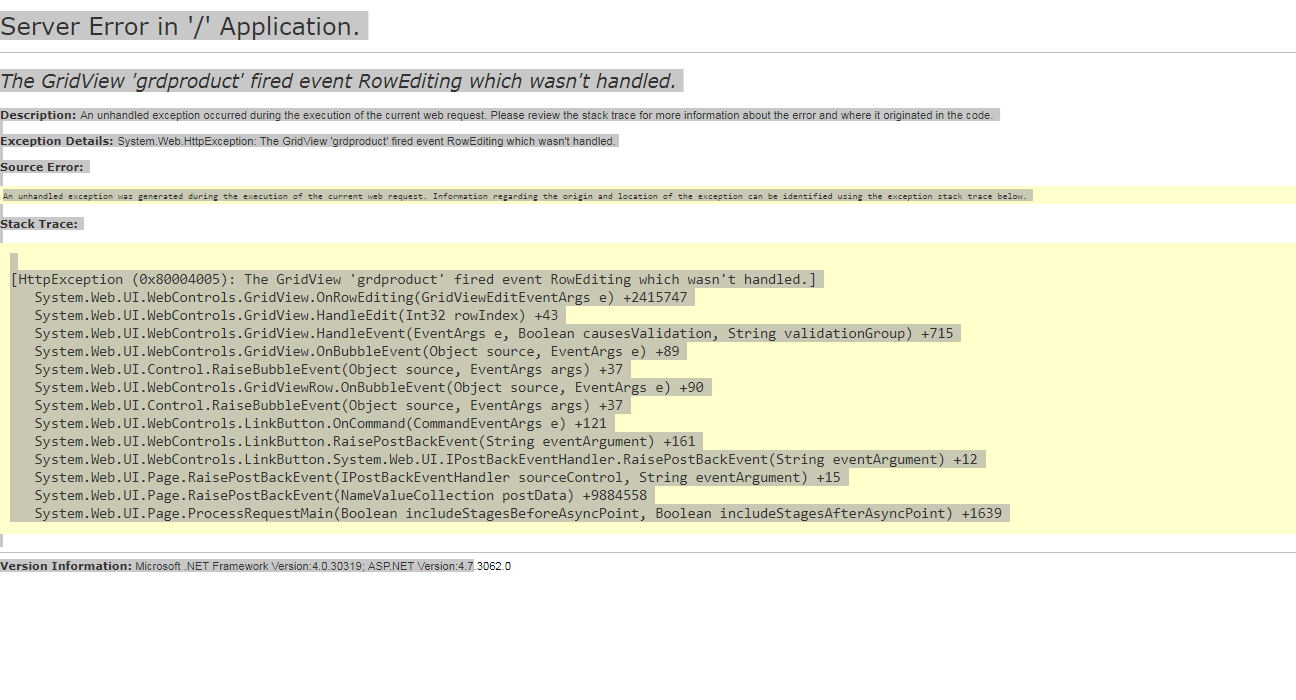 Server Error in '/' Application.
The GridView 'grdproduct' fired event RowEditing which wasn't handled.
Description: An unhandled exception occurred during the execution of the current web request. Please review the stack trace for more information about the error and where it originated in the code.
Exception Details: System.Web.HttpException: The GridView 'grdproduct' fired event RowEditing which wasn't handled.
Source Error:
An unhandled exception was generated during the execution of the current web request. Information regarding the origin and location of the exception can be identified using the exception stack trace below.
Stack Trace:
[HttpException (0x80004005): The GridView 'grdproduct' fired event RowEditing which wasn't handled.]
System.Web.UI.WebControls.GridView.OnRowEditing(GridViewEditEventArgs e) +2415747
System.Web.UI.WebControls.GridView.HandleEdit(Int32 rowIndex) +43
System.Web.UI.WebControls.GridView.HandleEvent(EventArgs e, Boolean causesValidation, String validationGroup) +715
System.Web.UI.WebControls.GridView.OnBubbleEvent(Object source, EventArgs e) +89
System.Web.UI.Control.RaiseBubbleEvent(Object source, EventArgs args) +37
System.Web.UI.WebControls.GridViewRow.OnBubbleEvent(Object source, EventArgs e) +90
System.Web.UI.Control.RaiseBubbleEvent(Object source, EventArgs args) +37
System.Web.UI.WebControls.LinkButton.OnCommand(CommandEventArgs e) +121
System.Web.UI.WebControls.LinkButton.RaisePostBackEvent(String eventArgument) +161
System.Web.UI.WebControls.LinkButton.System.Web.UI.IPostBackEventHandler.RaisePostBackEvent(String eventArgument) +12
System.Web.UI.Page.RaisePostBackEvent(IPostBackEventHandler sourceControl, String eventArgument) +15
System.Web.UI.Page.RaisePostBackEvent(NameValueCollection postData) +9884558
System.Web.UI.Page.ProcessRequestMain(Boolean includeStagesBeforeAsyncPoint, Boolean includeStagesAfterAsyncPoint) +1639
Version Information: Microsoft .NET Framework Version:4.0.30319; ASP.NET Version:4.7.3062.0